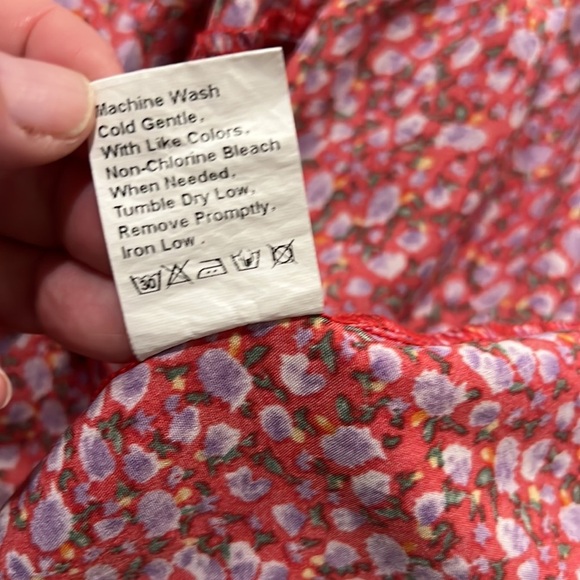 Machine Wash
Cold Gentle.
With Like Colors.
Non-Chlorine Bleach
When Needed.
Tumble Dry Low.
Remove Promptly.
Iron Low .
30